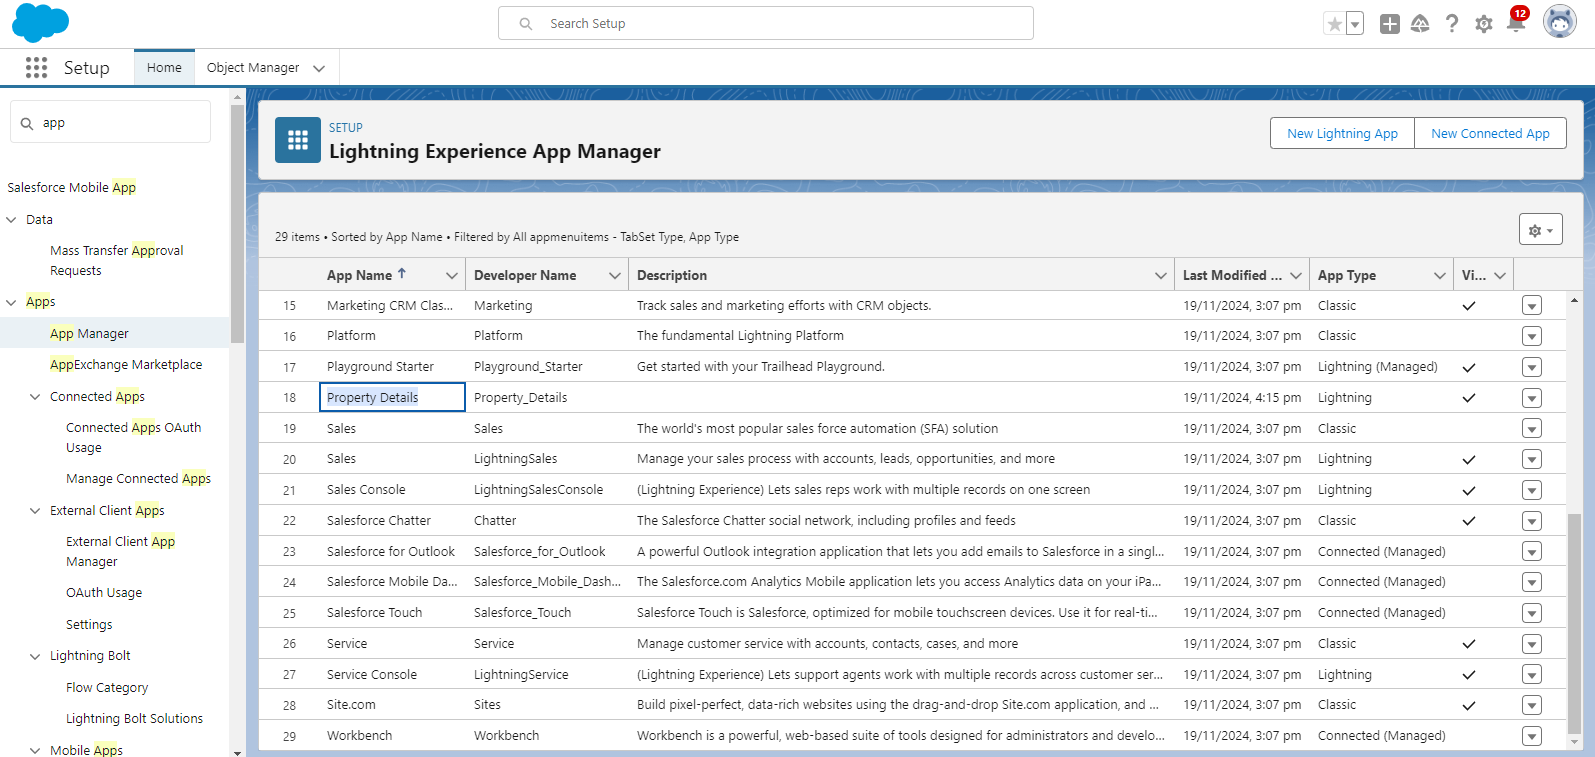 Search Setup
12
Setup
Home
Object Manager
app
Salesforce Mobile App
Data
Mass Transfer Approval
Requests
Apps
App Manager
AppExchange Marketplace
Connected Apps
Connected Apps OAuth
Usage
Manage Connected Apps
External Client Apps
External Client App
Manager
OAuth Usage
Settings
Lightning Bolt
Flow Category
Lightning Bolt Solutions
Mobile Apps
SETUP
Lightning Experience App Manager
New Lightning App
New Connected App
29 items • Sorted by App Name • Filtered by All appmenuitems - TabSet Type, App Type
App Name ↑ Developer Name Description Last Modified ... App Type Vi...
15 Marketing CRM Clas... Marketing Track sales and marketing efforts with CRM objects. 19/11/2024, 3:07 pm Classic
16 Platform Platform The fundamental Lightning Platform 19/11/2024, 3:07 pm Classic
17 Playground Starter Playground_Starter Get started with your Trailhead Playground. 19/11/2024, 3:07 pm Lightning (Managed)
18 Property Details Property_Details 19/11/2024, 4:15 pm Lightning
19 Sales Sales The world's most popular sales force automation (SFA) solution 19/11/2024, 3:07 pm Classic
20 Sales LightningSales Manage your sales process with accounts, leads, opportunities, and more 19/11/2024, 3:07 pm Lightning
21 Sales Console LightningSalesConsole (Lightning Experience) Lets sales reps work with multiple records on one screen 19/11/2024, 3:07 pm Lightning
22 Salesforce Chatter Chatter The Salesforce Chatter social network, including profiles and feeds 19/11/2024, 3:07 pm Classic
23 Salesforce for Outlook Salesforce_for_Outlook A powerful Outlook integration application that lets you add emails to Salesforce in a singl... 19/11/2024, 3:07 pm Connected (Managed)
24 Salesforce Mobile Da... Salesforce_Mobile_Dash... The Salesforce.com Analytics Mobile application lets you access Analytics data on your iPa... 19/11/2024, 3:07 pm Connected (Managed)
25 Salesforce Touch Salesforce_Touch Salesforce Touch is Salesforce, optimized for mobile touchscreen devices. Use it for real-ti... 19/11/2024, 3:07 pm Connected (Managed)
26 Service Service Manage customer service with accounts, contacts, cases, and more 19/11/2024, 3:07 pm Classic
27 Service Console LightningService (Lightning Experience) Lets support agents work with multiple records across customer ser... 19/11/2024, 3:07 pm Lightning
28 Site.com Sites Build pixel-perfect, data-rich websites using the drag-and-drop Site.com application, and ... 19/11/2024, 3:07 pm Classic
29 Workbench Workbench Workbench is a powerful, web-based suite of tools designed for administrators and develo... 19/11/2024, 3:07 pm Connected (Managed)